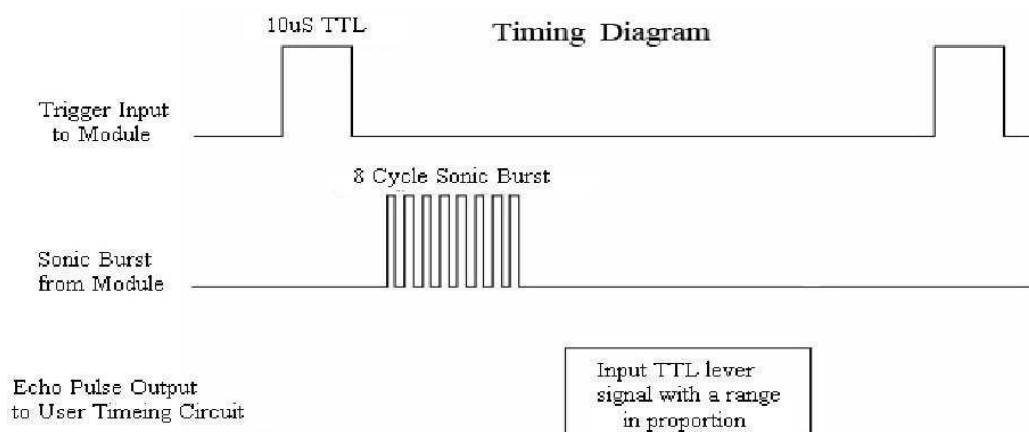 10uS TTL
Timing Diagram
Trigger Input
to Module
8 Cycle Sonic Burst
Sonic Burst
from Module
Echo Pulse Output
to User Timeing Circuit
Input TTL lever
signal with a range
in proportion